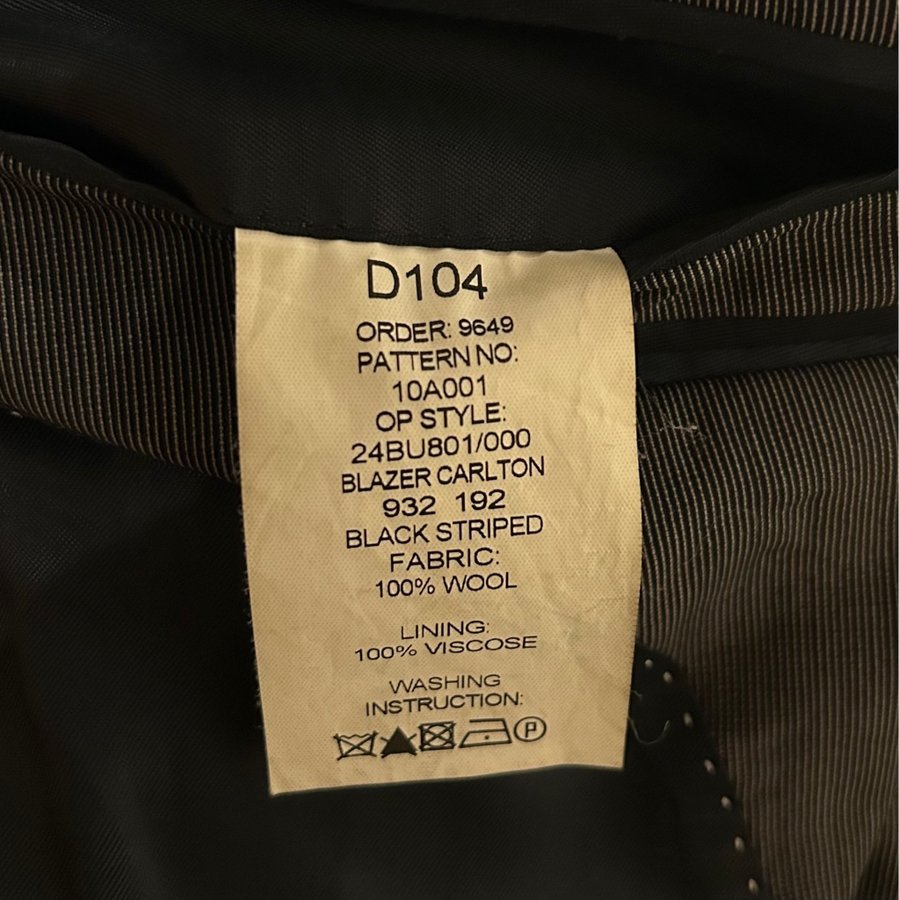 D104
ORDER: 9649
PATTERN NO:
10A001
OP STYLE:
24BU801/000
BLAZER CARLTON
932 192
BLACK STRIPED
FABRIC:
100% WOOL
LINING:
100% VISCOSE
WASHING
INSTRUCTION:
P